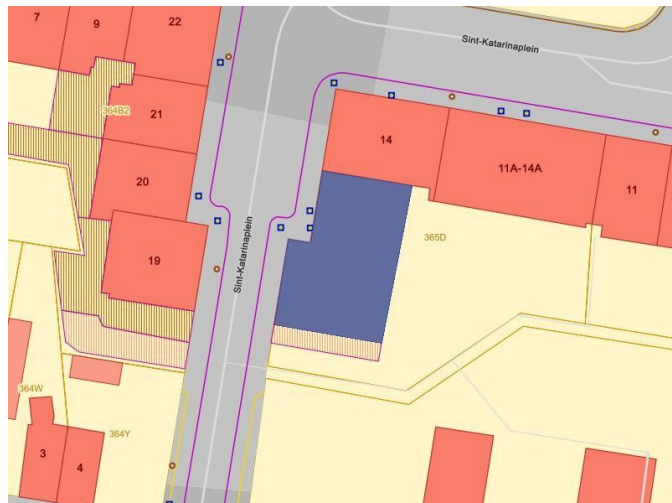 7
9
22
Sint-Katarinaplein
364B2
21
14
11A-14A
11
20
Sint-Katarinaplein
365D
19
364W
364Y
3
4